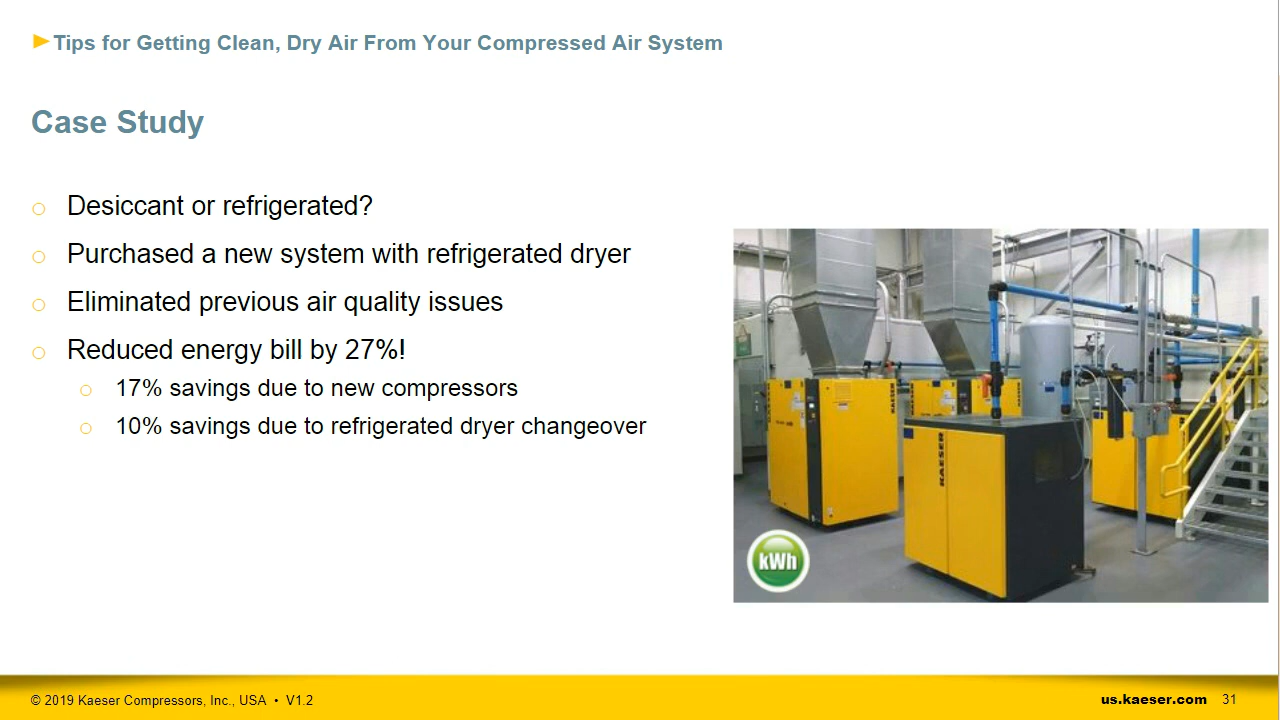 Tips for Getting Clean, Dry Air From Your Compressed Air System
Case Study
Desiccant or refrigerated?
Purchased a new system with refrigerated dryer
Eliminated previous air quality issues
Reduced energy bill by 27%!
17% savings due to new compressors
10% savings due to refrigerated dryer changeover
KAESER
KAESER
KAESER
kWh
© 2019 Kaeser Compressors, Inc., USA • V1.2
us.kaeser.com 31